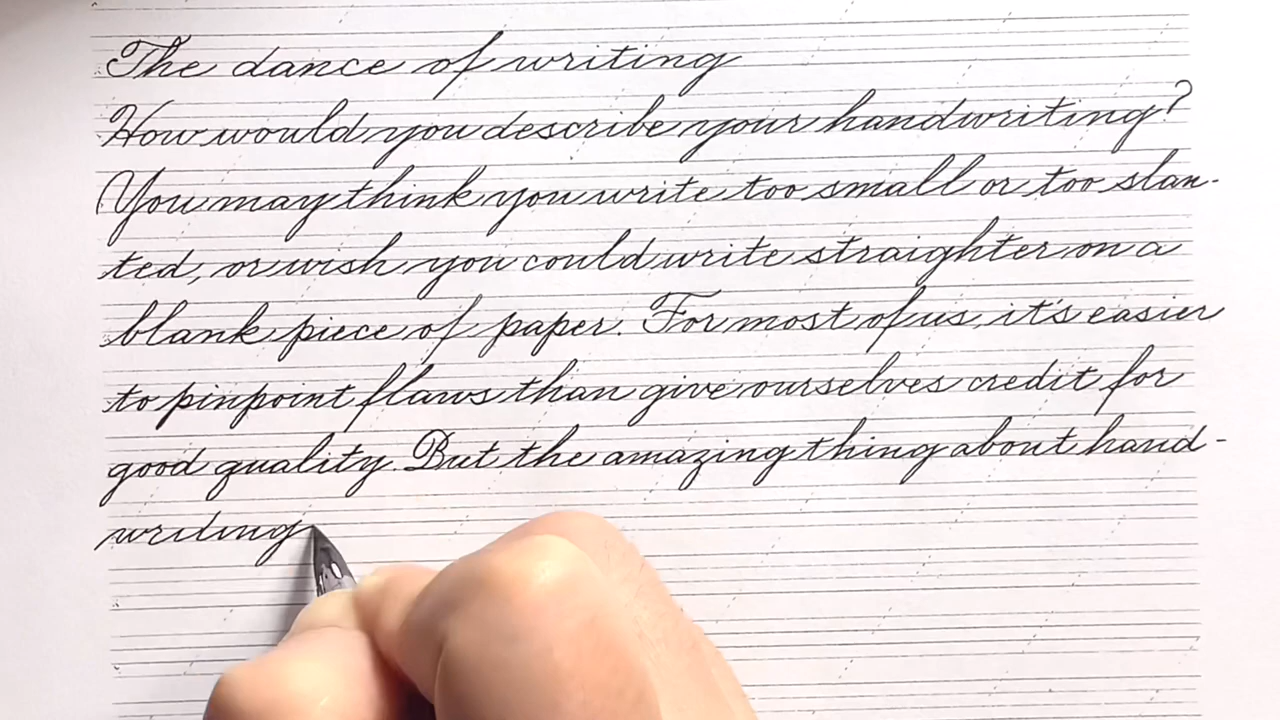 The dance of writing
How would you describe your handwriting?
You may think you write too small or too slan-
ted, or wish you could write straighter on a
blank piece of paper. For most of us, it's easier
to pinpoint flaws than give ourselves credit for
good quality. But the amazing thing about hand-
writing